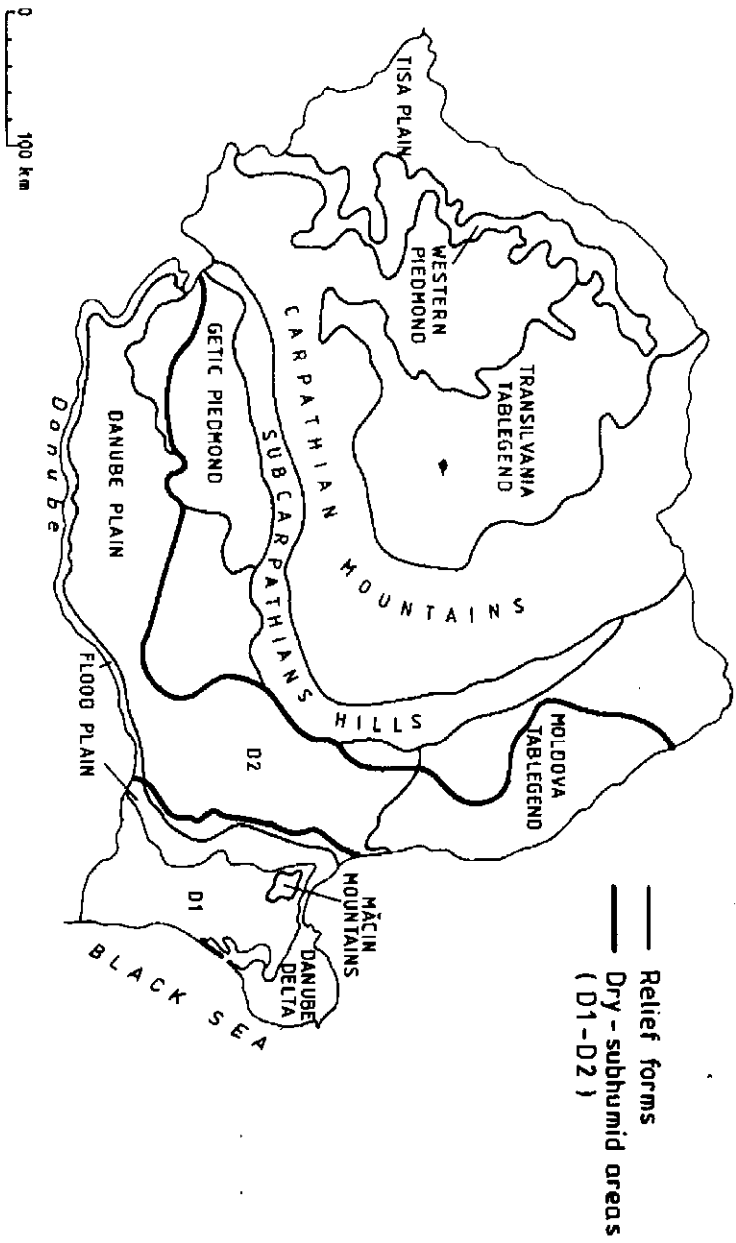 TISA PLAIN
WESTERN
PIEDMOND
TRANSILVANIA
TABLEGEND
CARPATHIAN MOUNTAINS
SUBCARPATHIANS HILLS
GETIC PIEDMOND
DANUBE PLAIN
Danube
FLOOD PLAIN
MOLDOVA
TABLEGEND
D2
D1
MĂCIN
MOUNTAINS
DANUBE
DELTA
BLACK SEA
Relief forms
Dry-subhumid areas
(D1-D2)
0 100 km